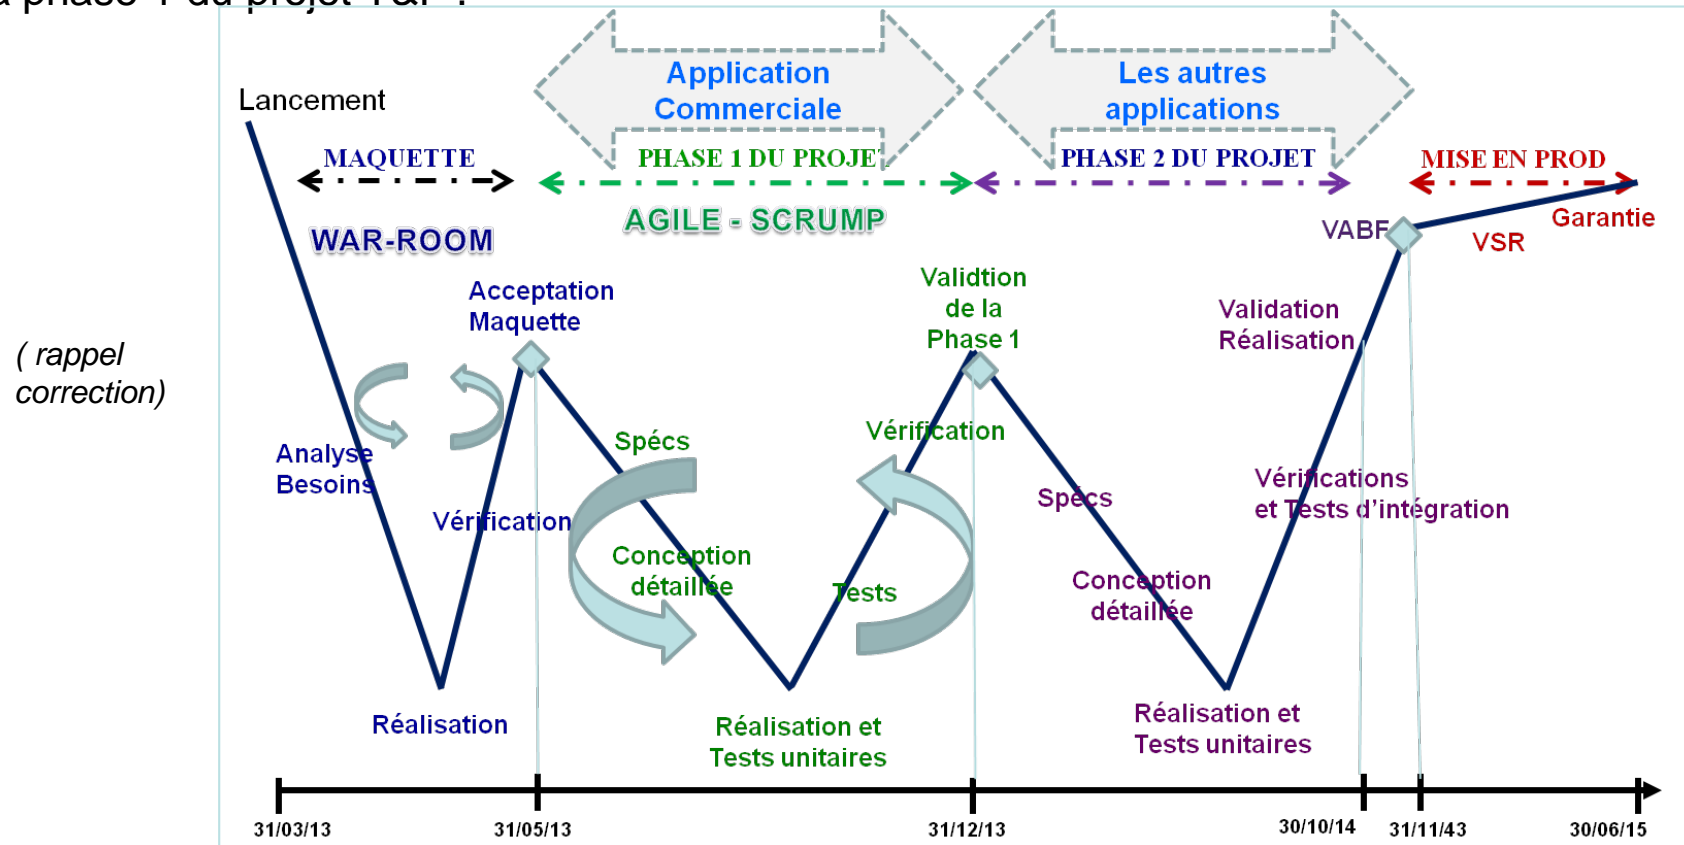 phase 1 du projet
Application
Commerciale
Les autres
applications
Lancement
MAQUETTE
PHASE 1 DU PROJET
PHASE 2 DU PROJET
MISE EN PROD
WAR-ROOM
AGILE - SCRUMP
VABF
VSR
Garantie
Acceptation
Maquette
Validtion
de la
Phase 1
Validation
Réalisation
( rappel
correction)
Analyse
Besoins
Vérification
Spécs
Vérification
Conception
détaillée
Tests
Spécs
Vérifications
et Tests d'intégration
Conception
détaillée
Réalisation
Réalisation et
Tests unitaires
Réalisation et
Tests unitaires
31/03/13
31/05/13
31/12/13
30/10/14
31/11/43
30/06/15